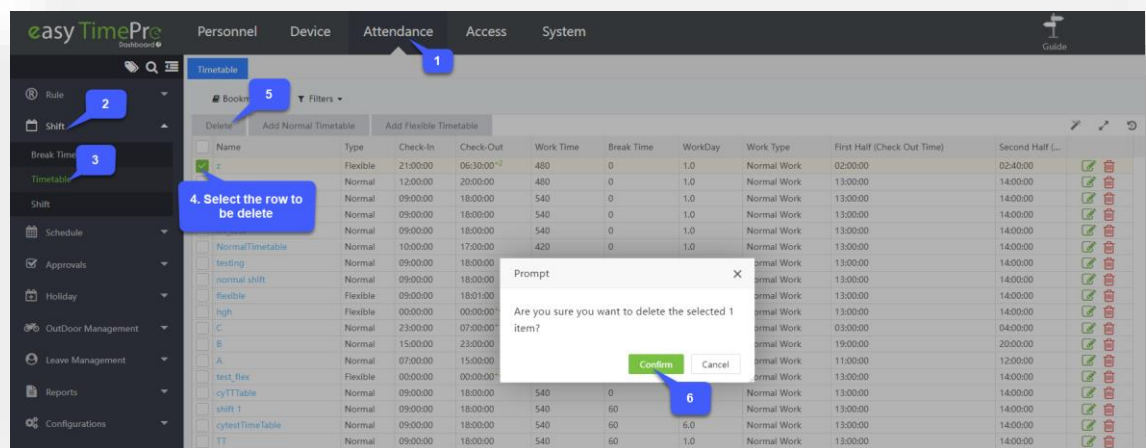 easy TimePro
Dashboard
Personnel Device Attendance Access System
Guide
1
Timetable
Rule
2
Bookm
5
Filters
Shift
Delete Add Normal Timetable Add Flexible Timetable
Break Time
3
Timetable
Shift
Schedule
Approvals
Holiday
OutDoor Management
Leave Management
Reports
Configurations
4. Select the row to
be delete
Name Type Check-In Check-Out Work Time Break Time WorkDay Work Type First Half (Check Out Time) Second Half (...
z Flexible 21:00:00 06:30:00+2 480 0 1.0 Normal Work 02:00:00 02:40:00
Normal 12:00:00 20:00:00 480 0 1.0 Normal Work 13:00:00 14:00:00
Normal 09:00:00 18:00:00 540 0 1.0 Normal Work 13:00:00 14:00:00
Normal 09:00:00 18:00:00 540 0 1.0 Normal Work 13:00:00 14:00:00
Normal 09:00:00 18:00:00 540 0 1.0 Normal Work 13:00:00 14:00:00
NormalTimetable Normal 10:00:00 17:00:00 420 0 1.0 Normal Work 13:00:00 14:00:00
testing Normal 09:00:00 18:00:00 ormal Work 13:00:00 14:00:00
normal shift Normal 09:00:00 18:00:00 ormal Work 13:00:00 14:00:00
flexible Flexible 09:00:00 18:01:00 ormal Work 13:00:00 14:00:00
hgh Flexible 00:00:00 00:00:00 ormal Work 13:00:00 14:00:00
C Normal 23:00:00 07:00:00 ormal Work 03:00:00 04:00:00
B Normal 15:00:00 23:00:00 ormal Work 19:00:00 20:00:00
A Normal 07:00:00 15:00:00 ormal Work 11:00:00 12:00:00
test_flex Flexible 00:00:00 00:00:00 ormal Work 13:00:00 14:00:00
cyTTTable Normal 09:00:00 18:00:00 540 0 Normal Work 13:00:00 14:00:00
shift 1 Normal 09:00:00 18:00:00 540 60 Normal Work 13:00:00 14:00:00
cytestTimeTable Normal 09:00:00 18:00:00 540 60 6.0 Normal Work 13:00:00 14:00:00
TT Normal 09:00:00 18:00:00 540 60 1.0 Normal Work 13:00:00 14:00:00
Prompt
Are you sure you want to delete the selected 1
item?
Confirm Cancel
6